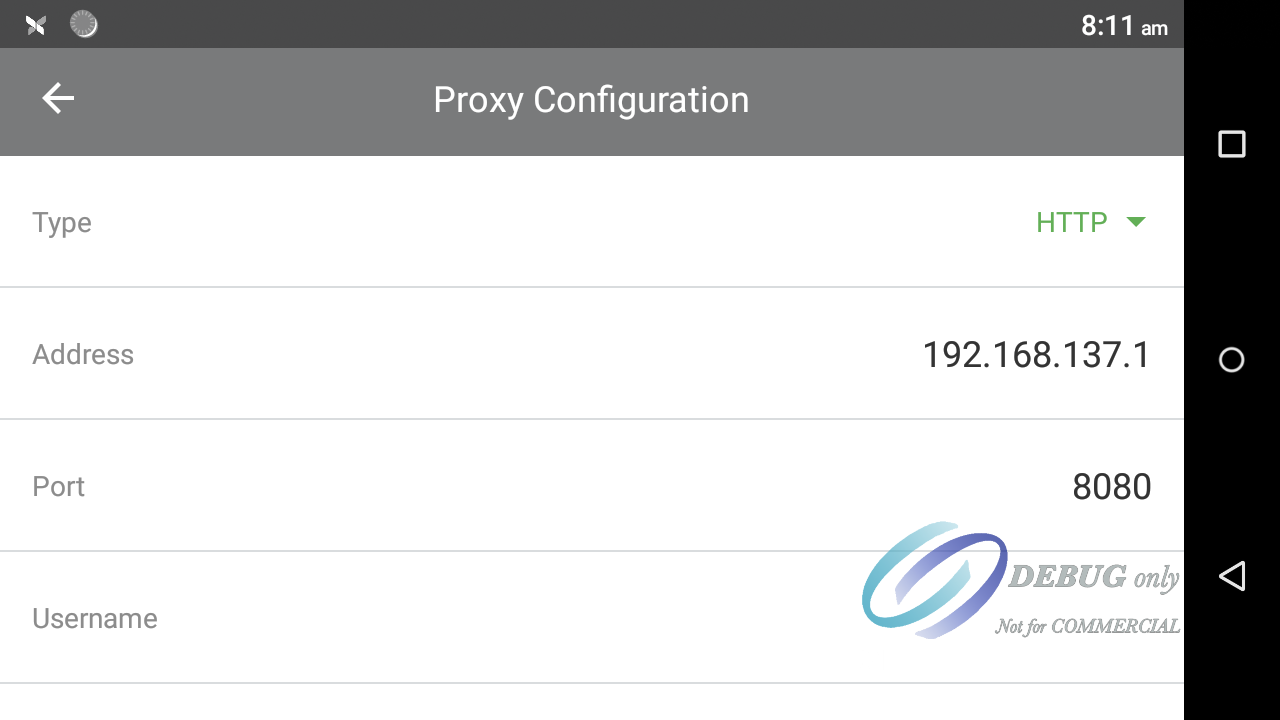 8:11 am
Proxy Configuration
Type HTTP
Address 192.168.137.1
Port 8080
DEBUG only
Username
Not for COMMERCIAL